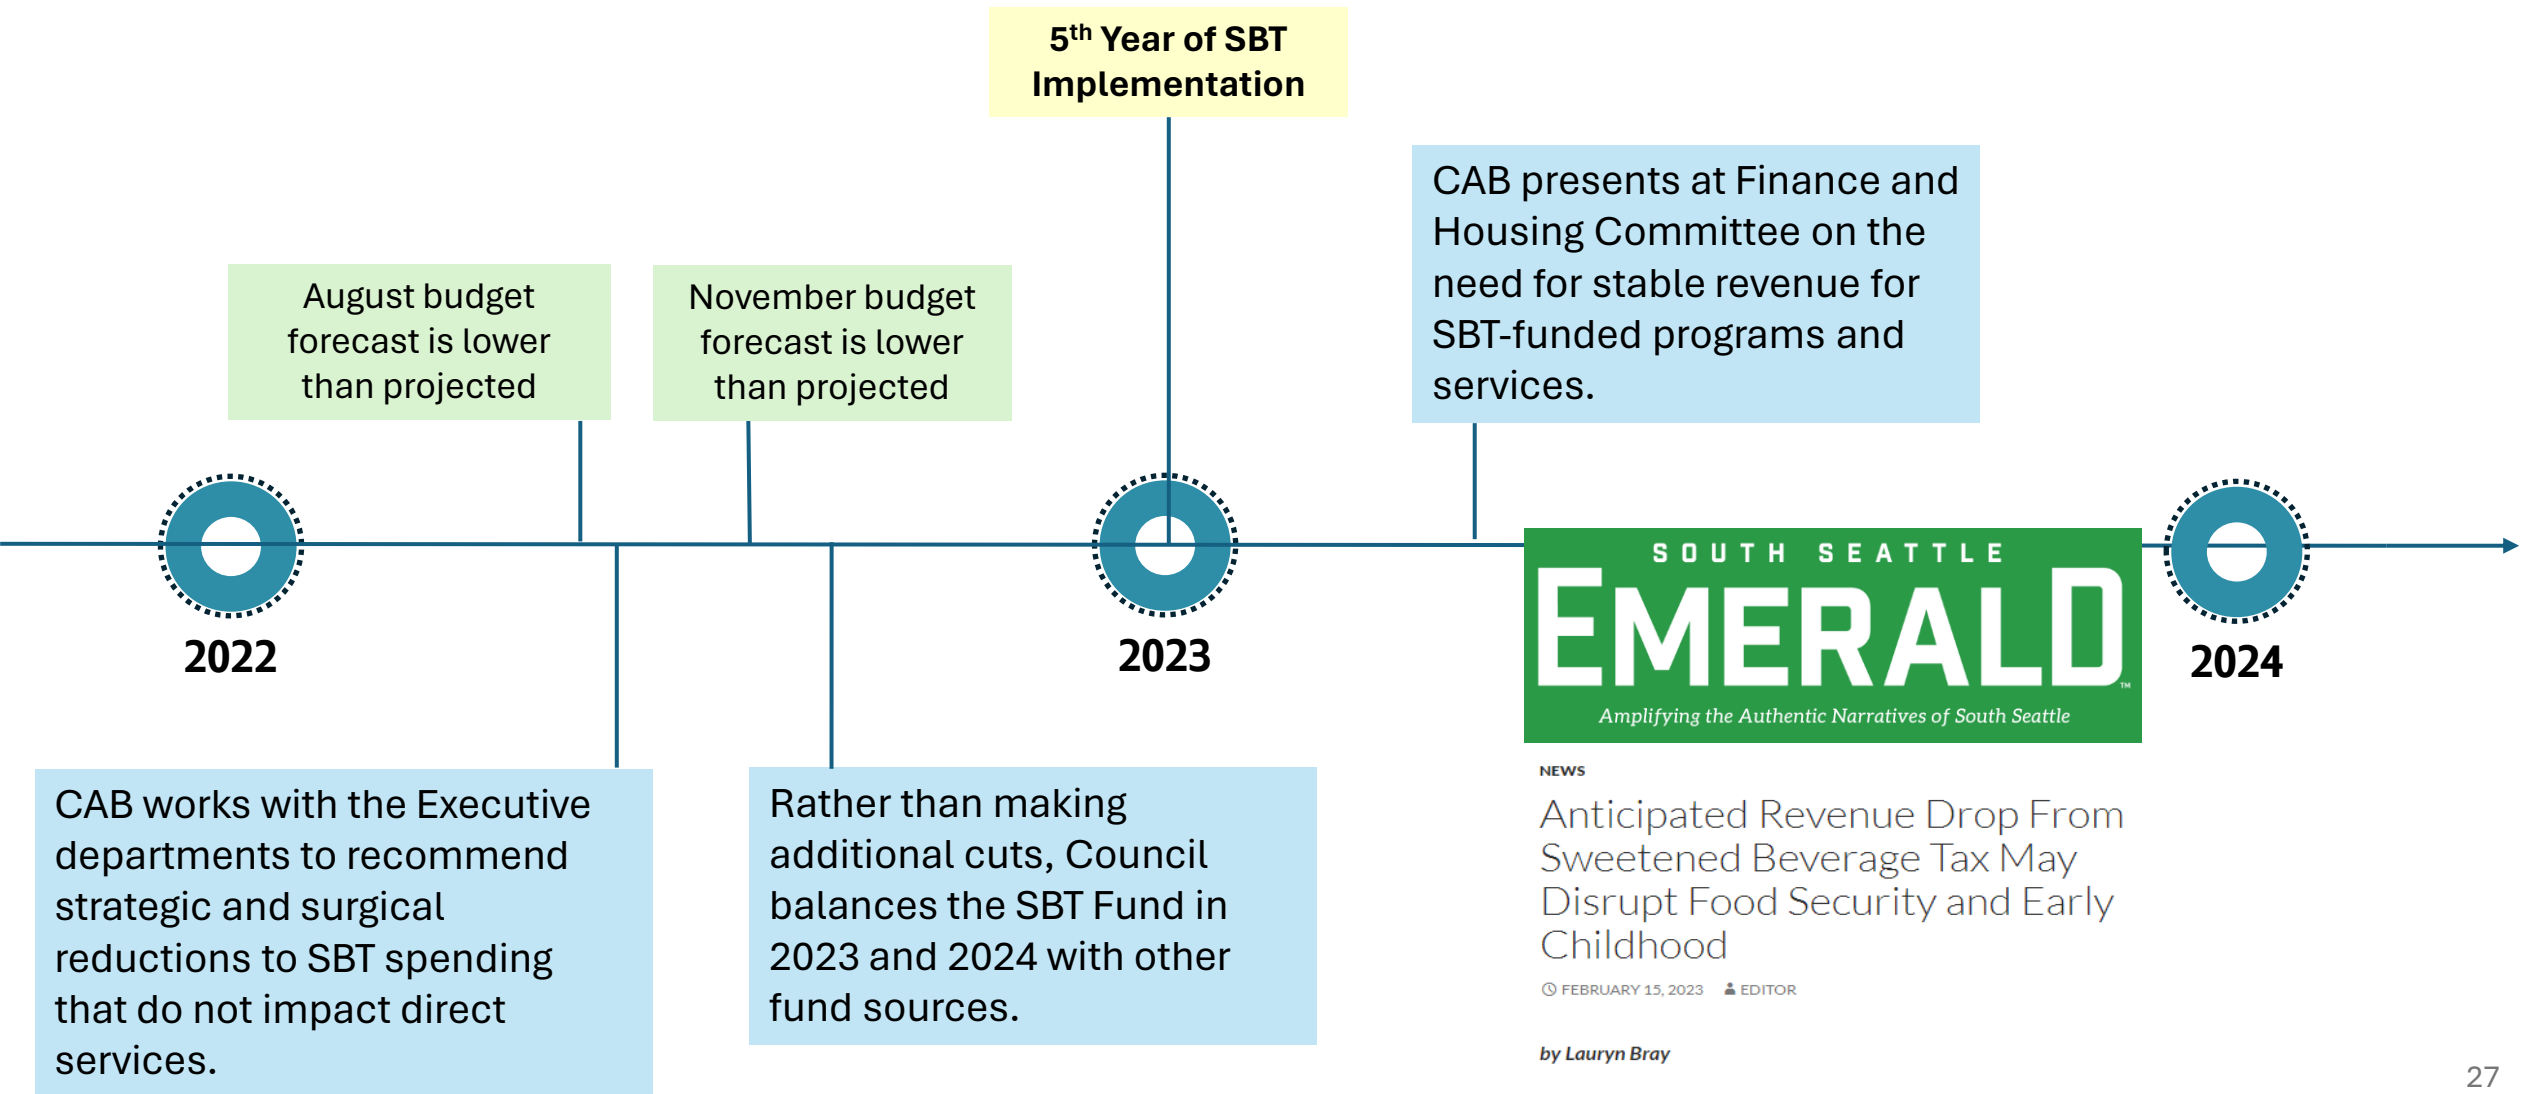 5th Year of SBT
Implementation
CAB presents at Finance and
Housing Committee on the
need for stable revenue for
SBT-funded programs and
services.
August budget
forecast is lower
than projected
November budget
forecast is lower
than projected
2022
2023
2024
SOUTH SEATTLE
EMERALD™
Amplifying the Authentic Narratives of South Seattle
CAB works with the Executive
departments to recommend
strategic and surgical
reductions to SBT spending
that do not impact direct
services.
Rather than making
additional cuts, Council
balances the SBT Fund in
2023 and 2024 with other
fund sources.
NEWS
Anticipated Revenue Drop From
Sweetened Beverage Tax May
Disrupt Food Security and Early
Childhood
FEBRUARY 15, 2023 EDITOR
by Lauryn Bray
27